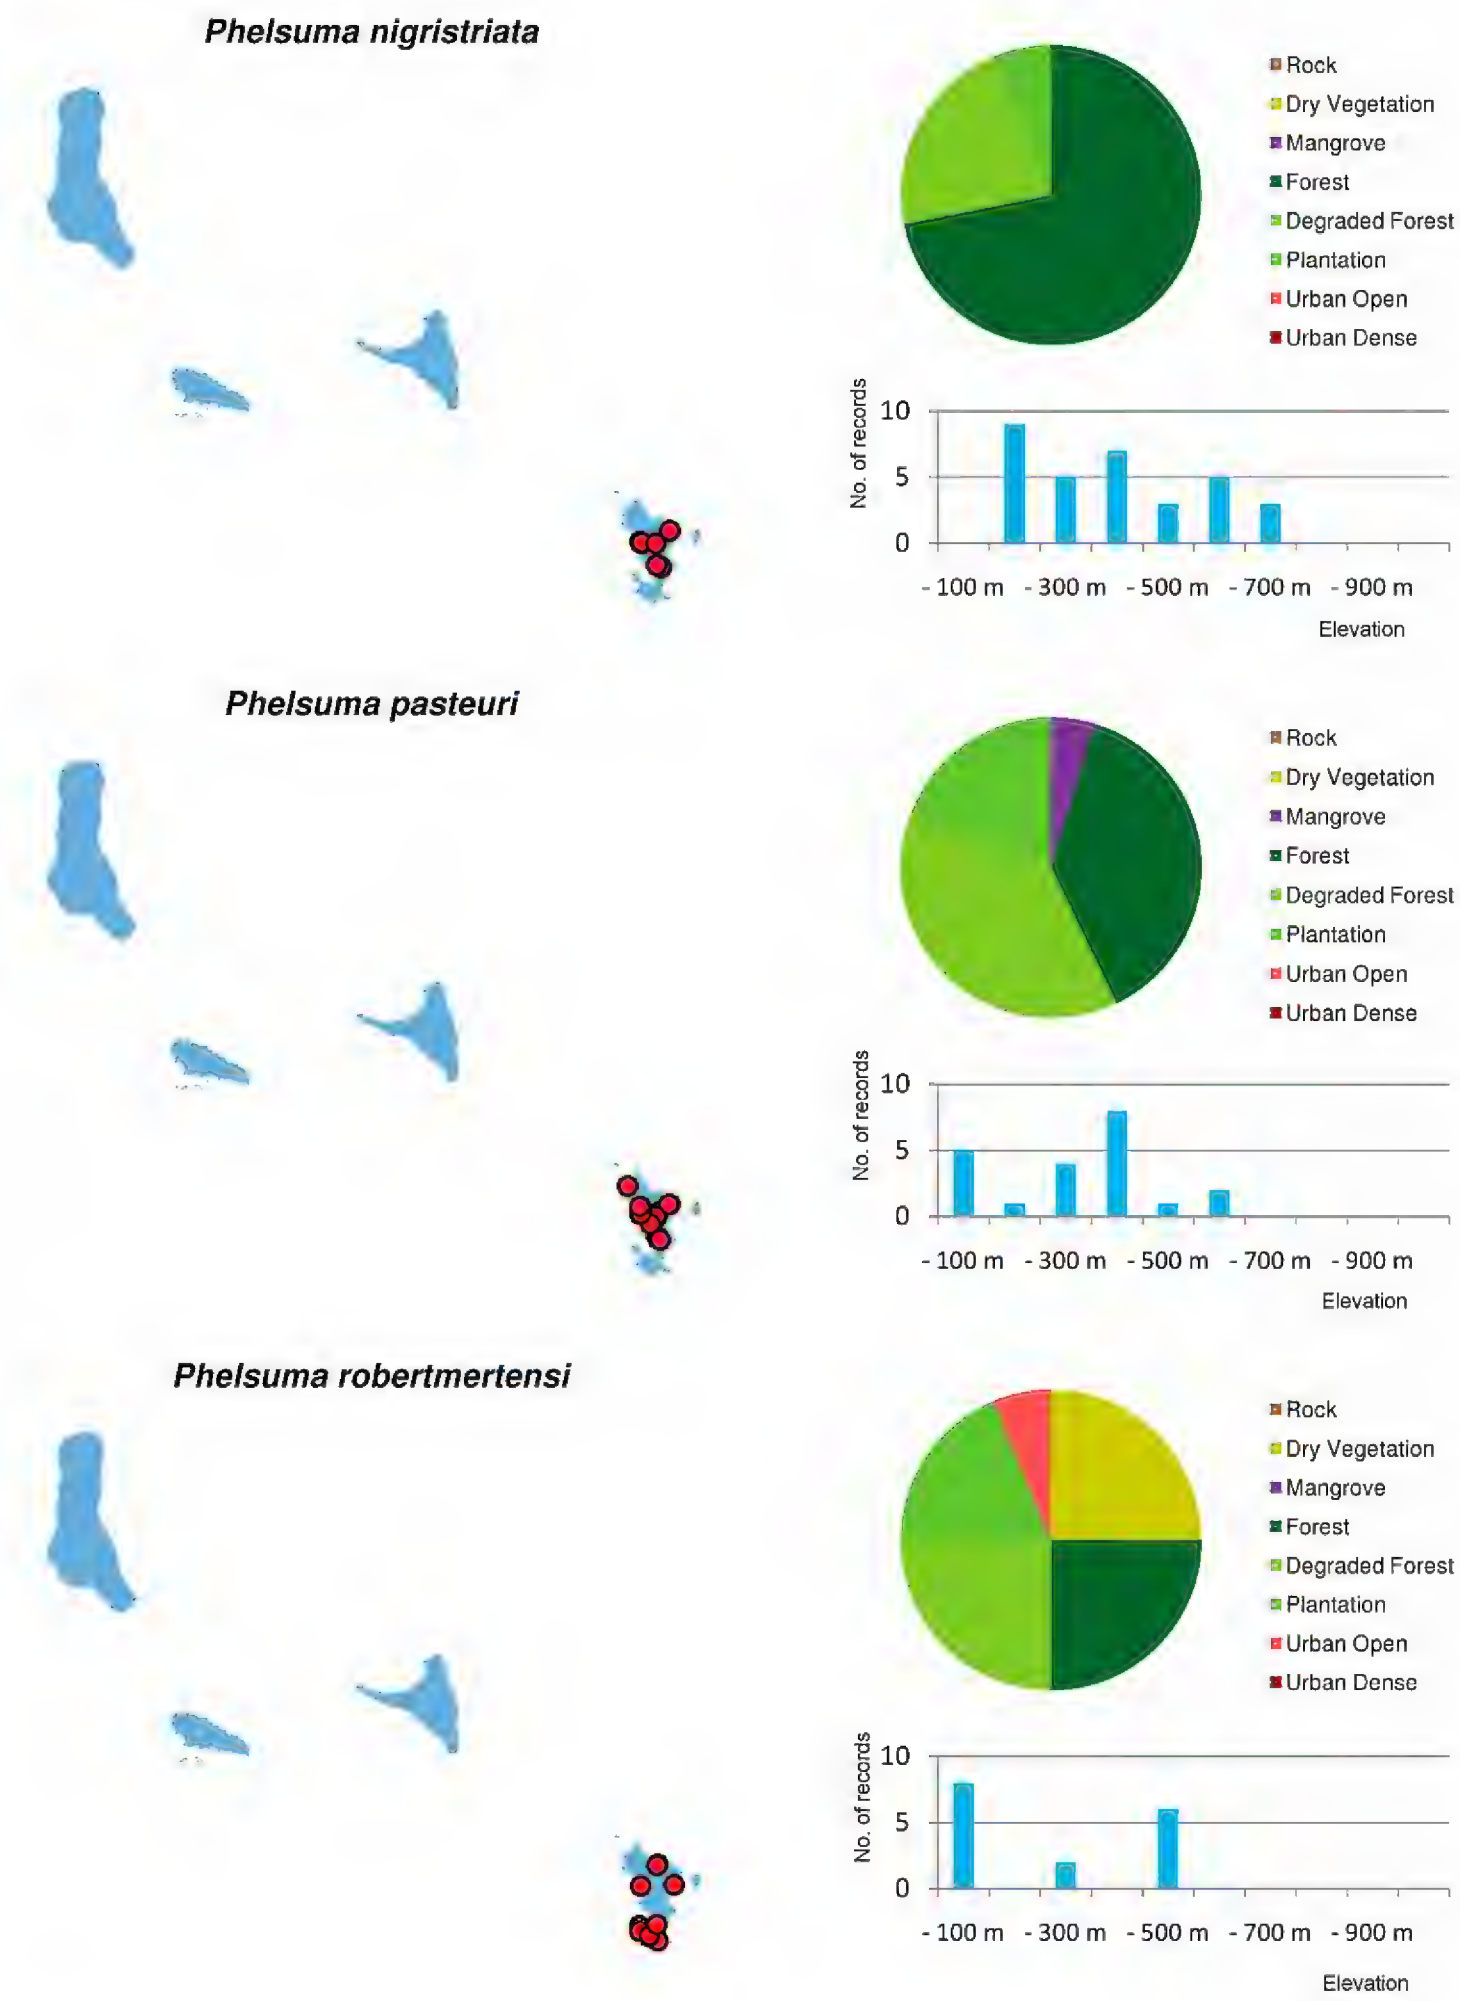 Phelsuma nigristriata
Rock
Dry Vegetation
Mangrove
Forest
Degraded Forest
Plantation
Urban Open
Urban Dense
No. of records
10
5
0
- 100 m - 300 m - 500 m - 700 m - 900 m
Elevation
Phelsuma pasteuri
Rock
Dry Vegetation
Mangrove
Forest
Degraded Forest
Plantation
Urban Open
Urban Dense
No. of records
10
5
0
- 100 m - 300 m - 500 m - 700 m - 900 m
Elevation
Phelsuma robertmertensi
Rock
Dry Vegetation
Mangrove
Forest
Degraded Forest
Plantation
Urban Open
Urban Dense
No. of records
10
5
0
- 100 m - 300 m - 500 m - 700 m - 900 m
Elevation